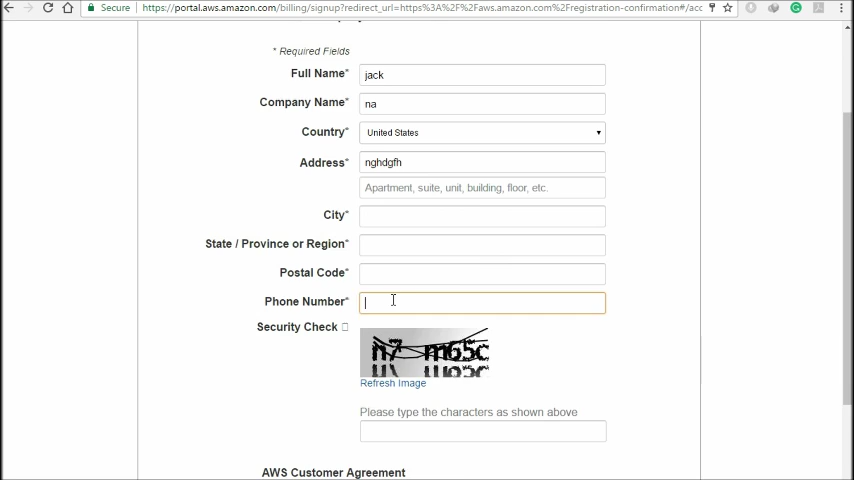 Secure https://portal.aws.amazon.com/billing/signup?redirect_url=https%3A%2F%2Faws.amazon.com%2Fregistration-confirmation#/acc
* Required Fields
Full Name* jack
Company Name* na
Country* United States
Address* nghdgfh
Apartment, suite, unit, building, floor, etc.
City*
State / Province or Region*
Postal Code*
Phone Number*
Security Check
Refresh Image
Please type the characters as shown above
AWS Customer Agreement